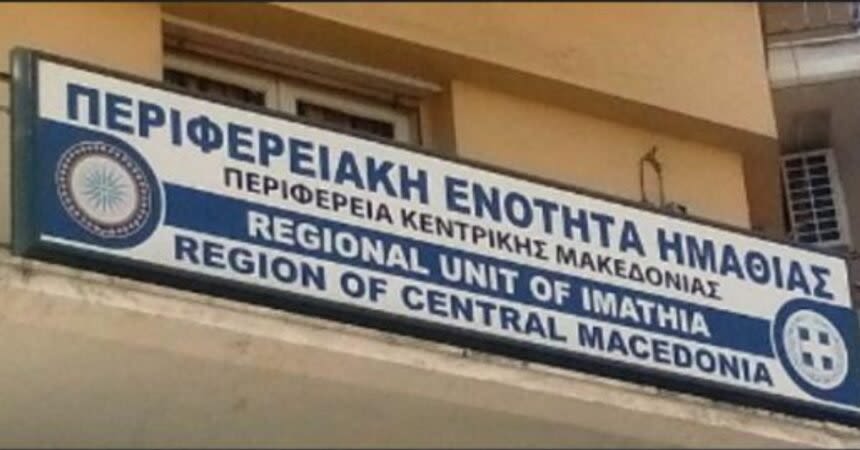 ΠΕΡΙΦΕΡΕΙΑΚΗ ΕΝΟΤΗΤΑ ΗΜΑΘΙΑΣ
ΠΕΡΙΦΕΡΕΙΑ ΚΕΝΤΡΙΚΗΣ ΜΑΚΕΔΟΝΙΑΣ
REGIONAL UNIT OF IMATHIA
REGION OF CENTRAL MACEDONIA